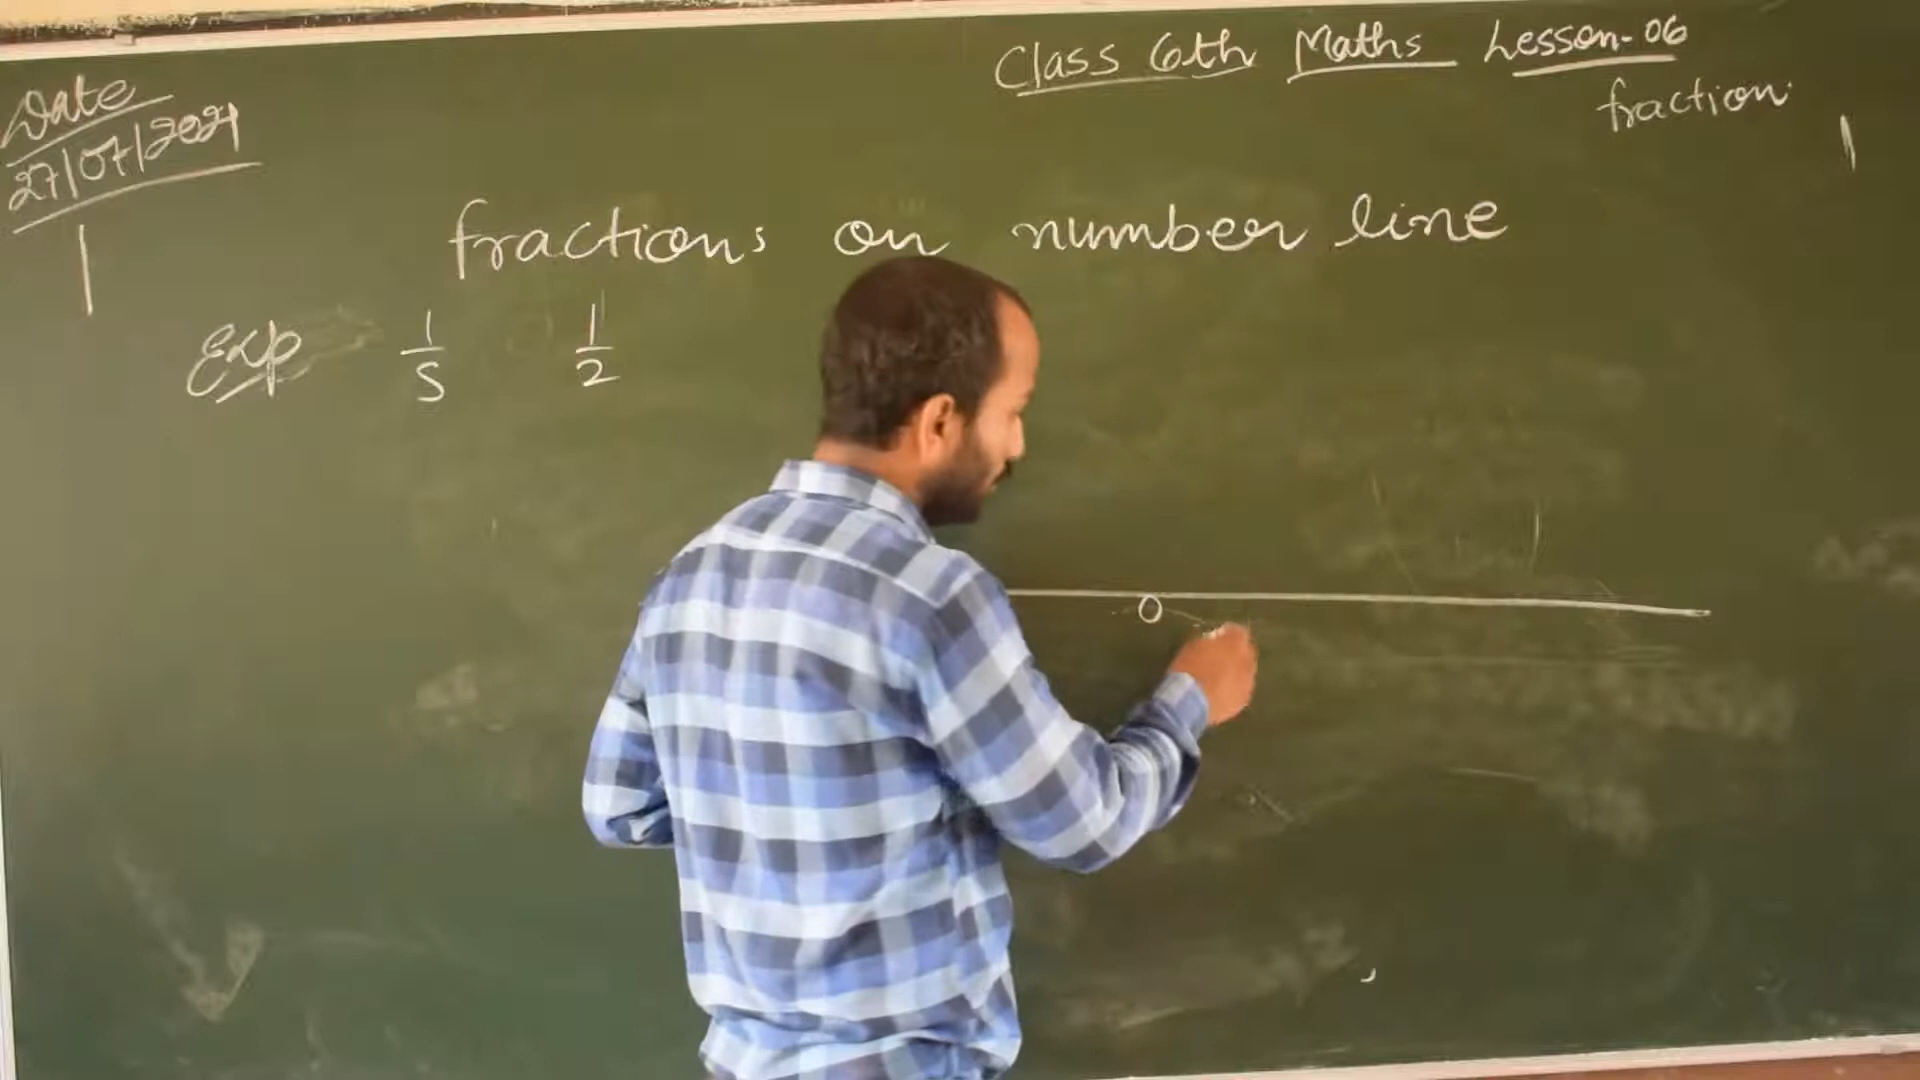 Class 6th Maths Lesson-06
fraction
Date
27/07/2021
fractions on number line
Exp 1/5 1/2
0